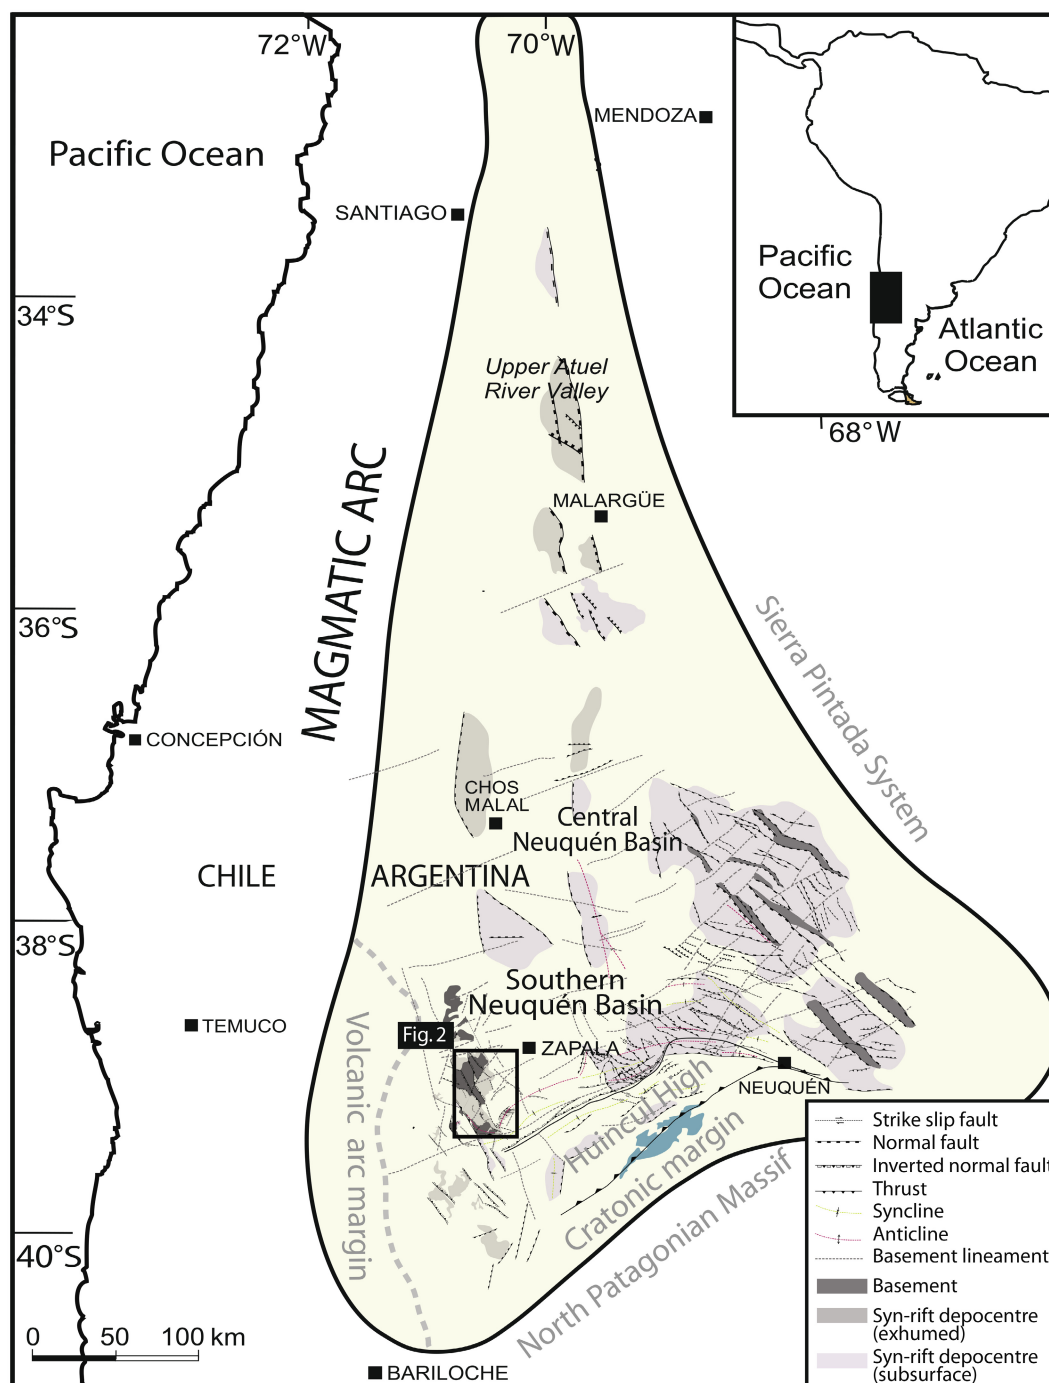 72°W
70°W
MENDOZA
Pacific Ocean
SANTIAGO
Pacific
Ocean
34°S
Atlantic
Ocean
Upper Atuel
River Valley
68°W
MALARGÜE
MAGMATIC ARC
36°S
Sierra Pintada System
CONCEPCIÓN
CHOS
MALAL
Central
Neuquén Basin
CHILE
ARGENTINA
38°S
Southern
Neuquén Basin
TEMUCO
Fig. 2
ZAPALA
Volcanic arc margin
NEUQUÉN
Huincul High
Cratonic margin
North Patagonian Massif
40°S
Strike slip fault
Normal fault
Inverted normal fault
Thrust
Syncline
Anticline
Basement lineament
Basement
Syn-rift depocentre
(exhumed)
Syn-rift depocentre
(subsurface)
0 50 100 km
BARILOCHE